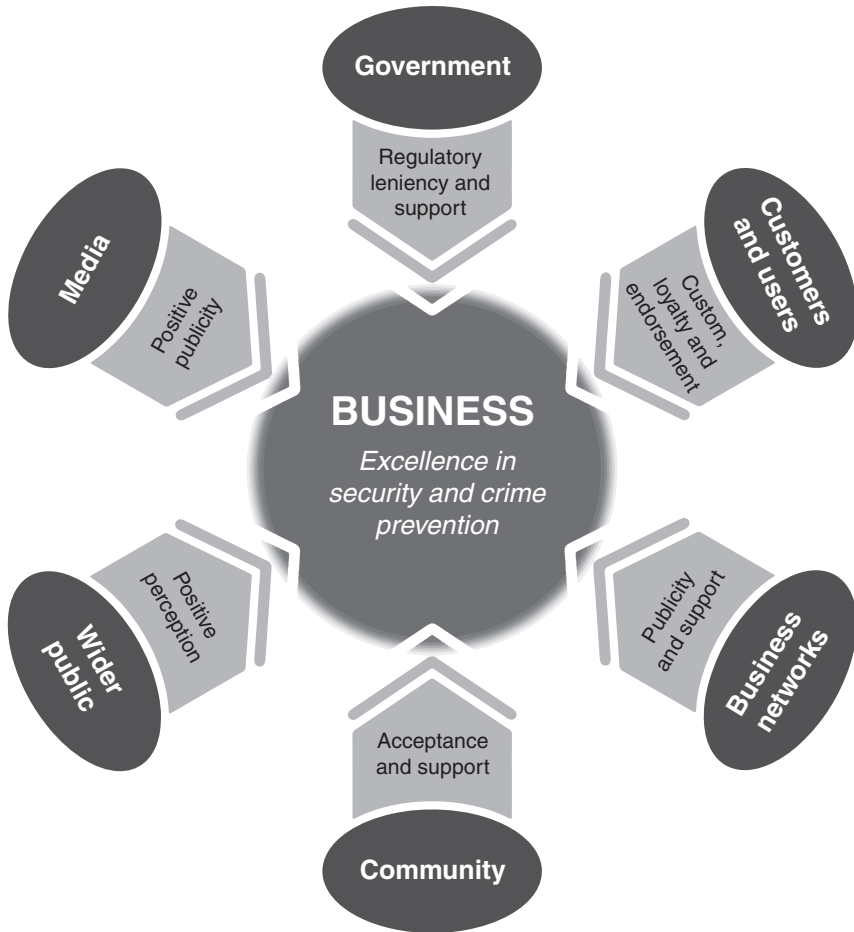 Government
Regulatory
leniency and
support
Customers
and users
Custom,
loyalty and
endorsement
Media
Positive
publicity
BUSINESS
Excellence in
security and crime
prevention
Wider
public
Positive
perception
Publicity
and support
Business
networks
Acceptance
and support
Community